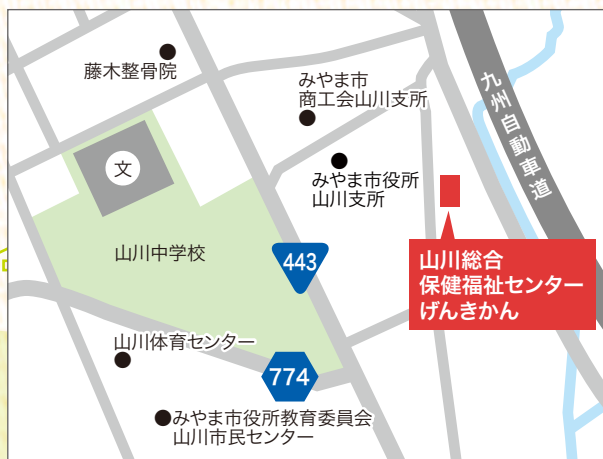 藤木整骨院
みやま市
商工会山川支所
九州自動車道
文
みやま市役所
山川支所
山川中学校
443
山川総合
保健福祉センター
げんきかん
山川体育センター
774
みやま市役所教育委員会
山川市民センター